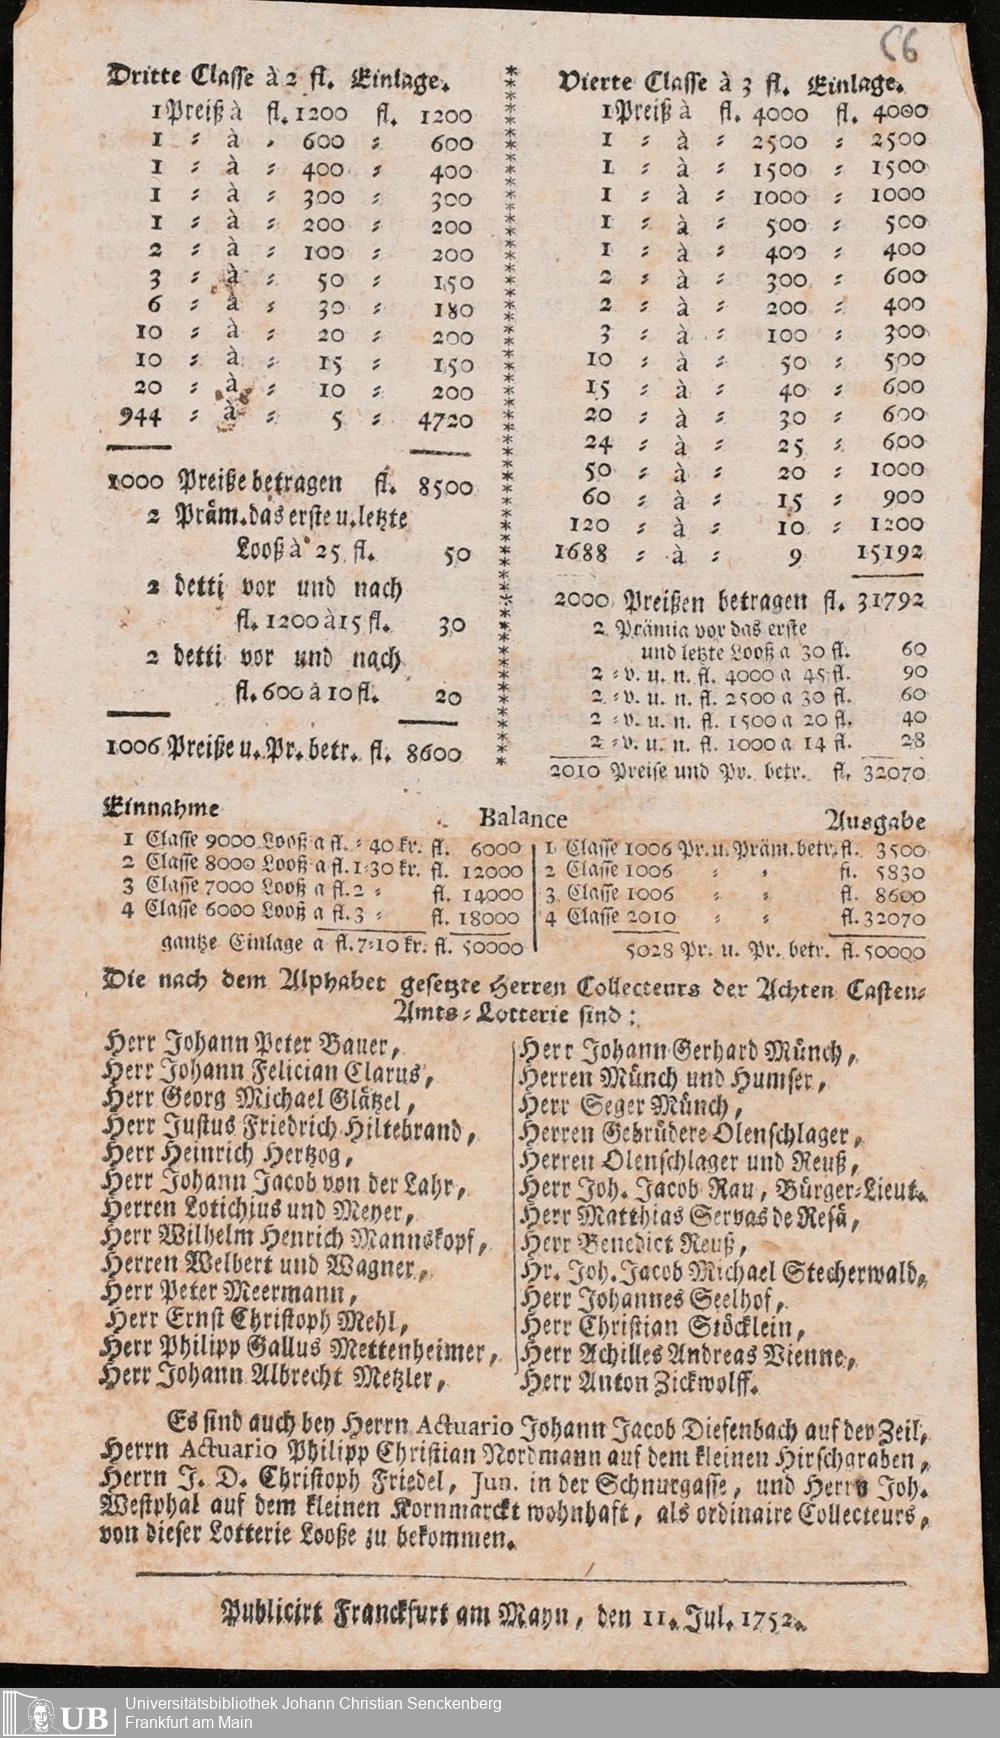 C6
Dritte Classe à 2 fl. Einlage.
1 Preiß à fl. 1200 fl. 1200
1 = à = 600 = 600
1 = à = 400 = 400
1 = à = 300 = 300
1 = à = 200 = 200
2 = à = 100 = 200
3 = à = 50 = 150
6 = à = 30 = 180
10 = à = 20 = 200
10 = à = 15 = 150
20 = à = 10 = 200
944 = à = 5 = 4720
1000 Preiße betragen fl. 8500
2 Präm. das erste u. letzte
Looß à 25 fl. 50
2 detti vor und nach
fl. 1200 à 15 fl. 30
2 detti vor und nach
fl. 600 à 10 fl. 20
1006 Preiße u. Pr. betr. fl. 8600
Vierte Classe à 3 fl. Einlage.
1 Preiß à fl. 4000 fl. 4000
1 = à = 2500 = 2500
1 = à = 1500 = 1500
1 = à = 1000 = 1000
1 = à = 500 = 500
1 = à = 400 = 400
2 = à = 300 = 600
2 = à = 200 = 400
3 = à = 100 = 300
10 = à = 50 = 500
15 = à = 40 = 600
20 = à = 30 = 600
24 = à = 25 = 600
50 = à = 20 = 1000
60 = à = 15 = 900
120 = à = 10 = 1200
1688 = à = 9 15192
2000 Preißen betragen fl. 31792
2 Prämia vor das erste
und letzte Looß a 30 fl. 60
2 = v. u. n. fl. 4000 a 45 fl. 90
2 = v. u. n. fl. 2500 a 30 fl. 60
2 = v. u. n. fl. 1500 a 20 fl. 40
2 = v. u. n. fl. 1000 a 14 fl. 28
2010 Preise und Pr. betr. fl. 32070
Einnahme Balance Ausgabe
1 Classe 9000 Looß a fl. = 40 kr. fl. 6000
2 Classe 8000 Looß a fl. 1=30 kr. fl. 12000
3 Classe 7000 Looß a fl. 2 = fl. 14000
4 Classe 6000 Looß a fl. 3 = fl. 18000
gantze Einlage a fl. 7=10 kr. fl. 50000
1 Classe 1006 Pr. u. Präm. betr. fl. 3500
2 Classe 1006 = = fl. 5830
3 Classe 1006 = = fl. 8600
4 Classe 2010 = = fl. 32070
5028 Pr. u. Pr. betr. fl. 50000
Die nach dem Alphabet gesetzte Herren Collecteurs der Achten Casten=
Amts=Lotterie sind:
Herr Johann Peter Bauer,
Herr Johann Felician Clarus,
Herr Georg Michael Glätzel,
Herr Justus Friedrich Hiltebrand,
Herr Heinrich Hertzog,
Herr Johann Jacob von der Lahr,
Herren Lotichius und Meyer,
Herr Wilhelm Henrich Mannskopf,
Herren Welbert und Wagner,
Herr Peter Meermann,
Herr Ernst Christoph Mehl,
Herr Philipp Gallus Mettenheimer,
Herr Johann Albrecht Metzler,
Herr Johann Gerhard Münch,
Herren Münch und Humser,
Herr Seger Münch,
Herren Gebrüdere Olenschlager,
Herren Olenschlager und Reuß,
Herr Joh. Jacob Rau, Bürger=Lieut.
Herr Matthias Servas de Resä,
Herr Benedict Reuß,
Hr. Joh. Jacob Michael Stecherwald,
Herr Johannes Seelhof,
Herr Christian Stöcklein,
Herr Achilles Andreas Vienne,
Herr Anton Zickwolff.
Es sind auch bey Herrn Actuario Johann Jacob Diefenbach auf der Zeil,
Herrn Actuario Philipp Christian Nordmann auf dem kleinen Hirschgraben,
Herrn J. D. Christoph Friedel, Jun. in der Schnurgasse, und Herrn Joh.
Westphal auf dem kleinen Kornmarckt wohnhaft, als ordinaire Collecteurs,
von dieser Lotterie Looße zu bekommen.
Publicirt Franckfurt am Mayn, den 11. Jul. 1752.
UB
Universitätsbibliothek Johann Christian Senckenberg
Frankfurt am Main